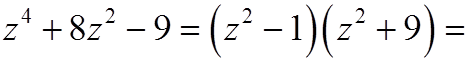 z⁴ + 8z² − 9 = (z² − 1)(z² + 9) =